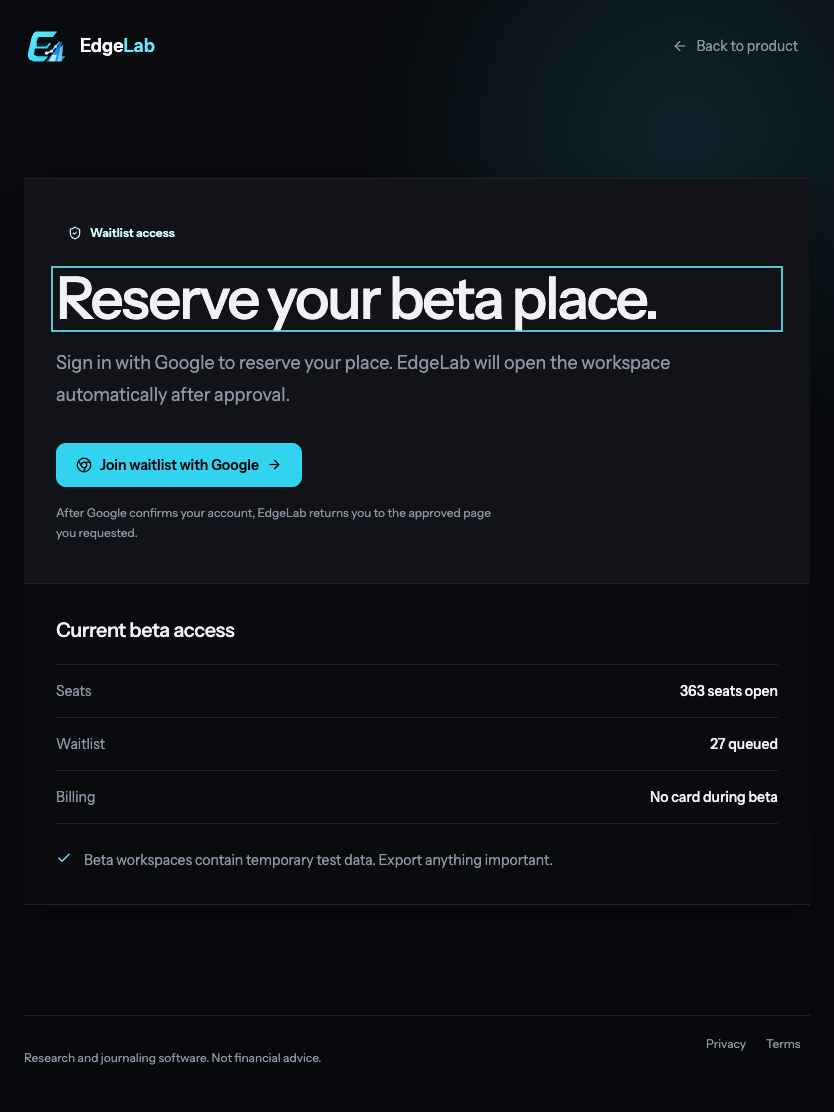 EdgeLab
Back to product
Waitlist access
Reserve your beta place.
Sign in with Google to reserve your place. EdgeLab will open the workspace
automatically after approval.
Join waitlist with Google
After Google confirms your account, EdgeLab returns you to the approved page
you requested.
Current beta access
Seats 363 seats open
Waitlist 27 queued
Billing No card during beta
Beta workspaces contain temporary test data. Export anything important.
Privacy Terms
Research and journaling software. Not financial advice.